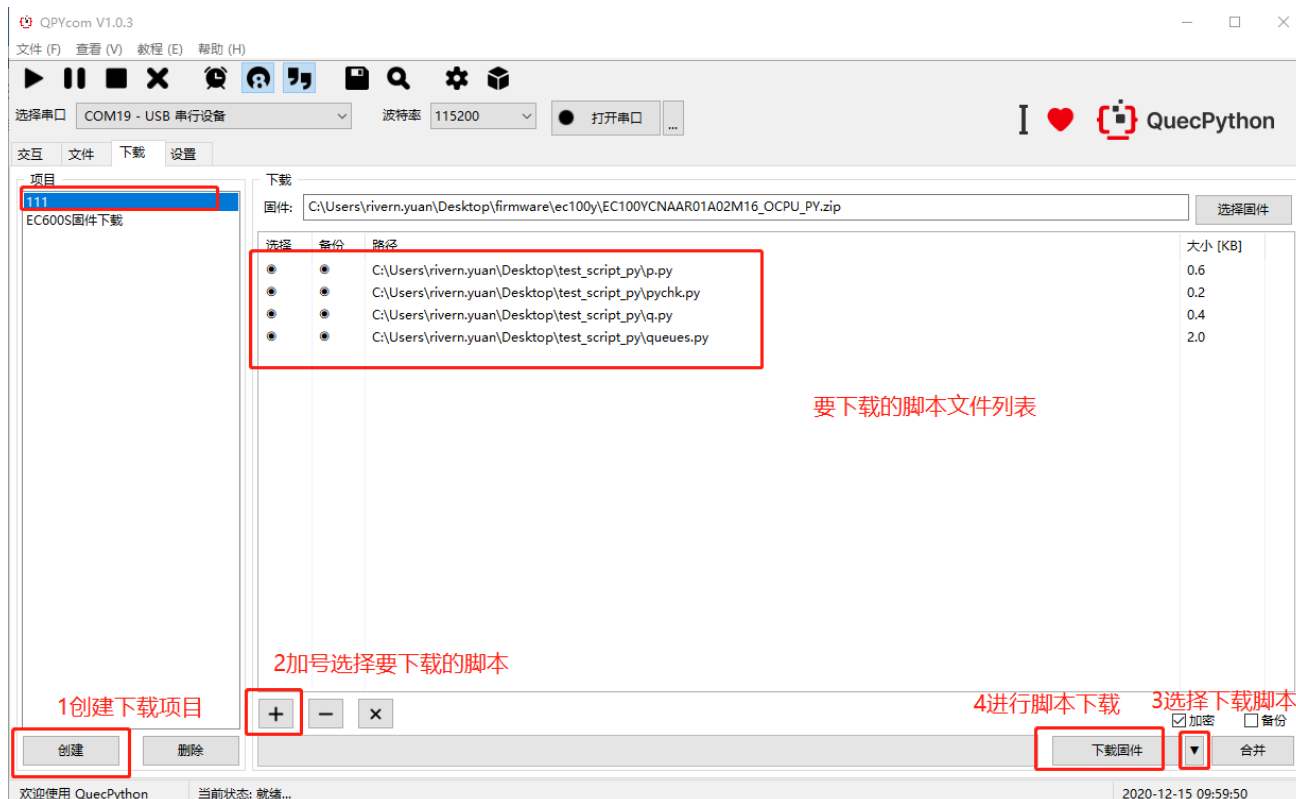 QPYcom V1.0.3
文件 (F) 查看 (V) 教程 (E) 帮助 (H)
选择串口 COM19 - USB 串行设备 波特率 115200 打开串口 ... QuecPython
交互 文件 下载 设置
项目
111
EC600S固件下载
下载
固件: C:\Users\rivern.yuan\Desktop\firmware\ec100y\EC100YCNAAR01A02M16_OCPU_PY.zip 选择固件
选择 备份 路径 大小 [KB]
C:\Users\rivern.yuan\Desktop\test_script_py\p.py 0.6
C:\Users\rivern.yuan\Desktop\test_script_py\pychk.py 0.2
C:\Users\rivern.yuan\Desktop\test_script_py\q.py 0.4
C:\Users\rivern.yuan\Desktop\test_script_py\queues.py 2.0
要下载的脚本文件列表
2加号选择要下载的脚本
1创建下载项目
4进行脚本下载 3选择下载脚本
加密 备份
创建 删除 下载固件 合并
欢迎使用 QuecPython 当前状态: 就绪... 2020-12-15 09:59:50